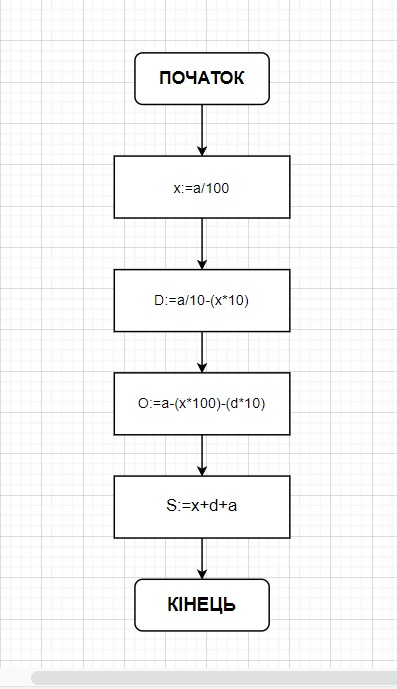 ПОЧАТОК
x:=a/100
D:=a/10-(x*10)
O:=a-(x*100)-(d*10)
S:=x+d+a
КІНЕЦЬ